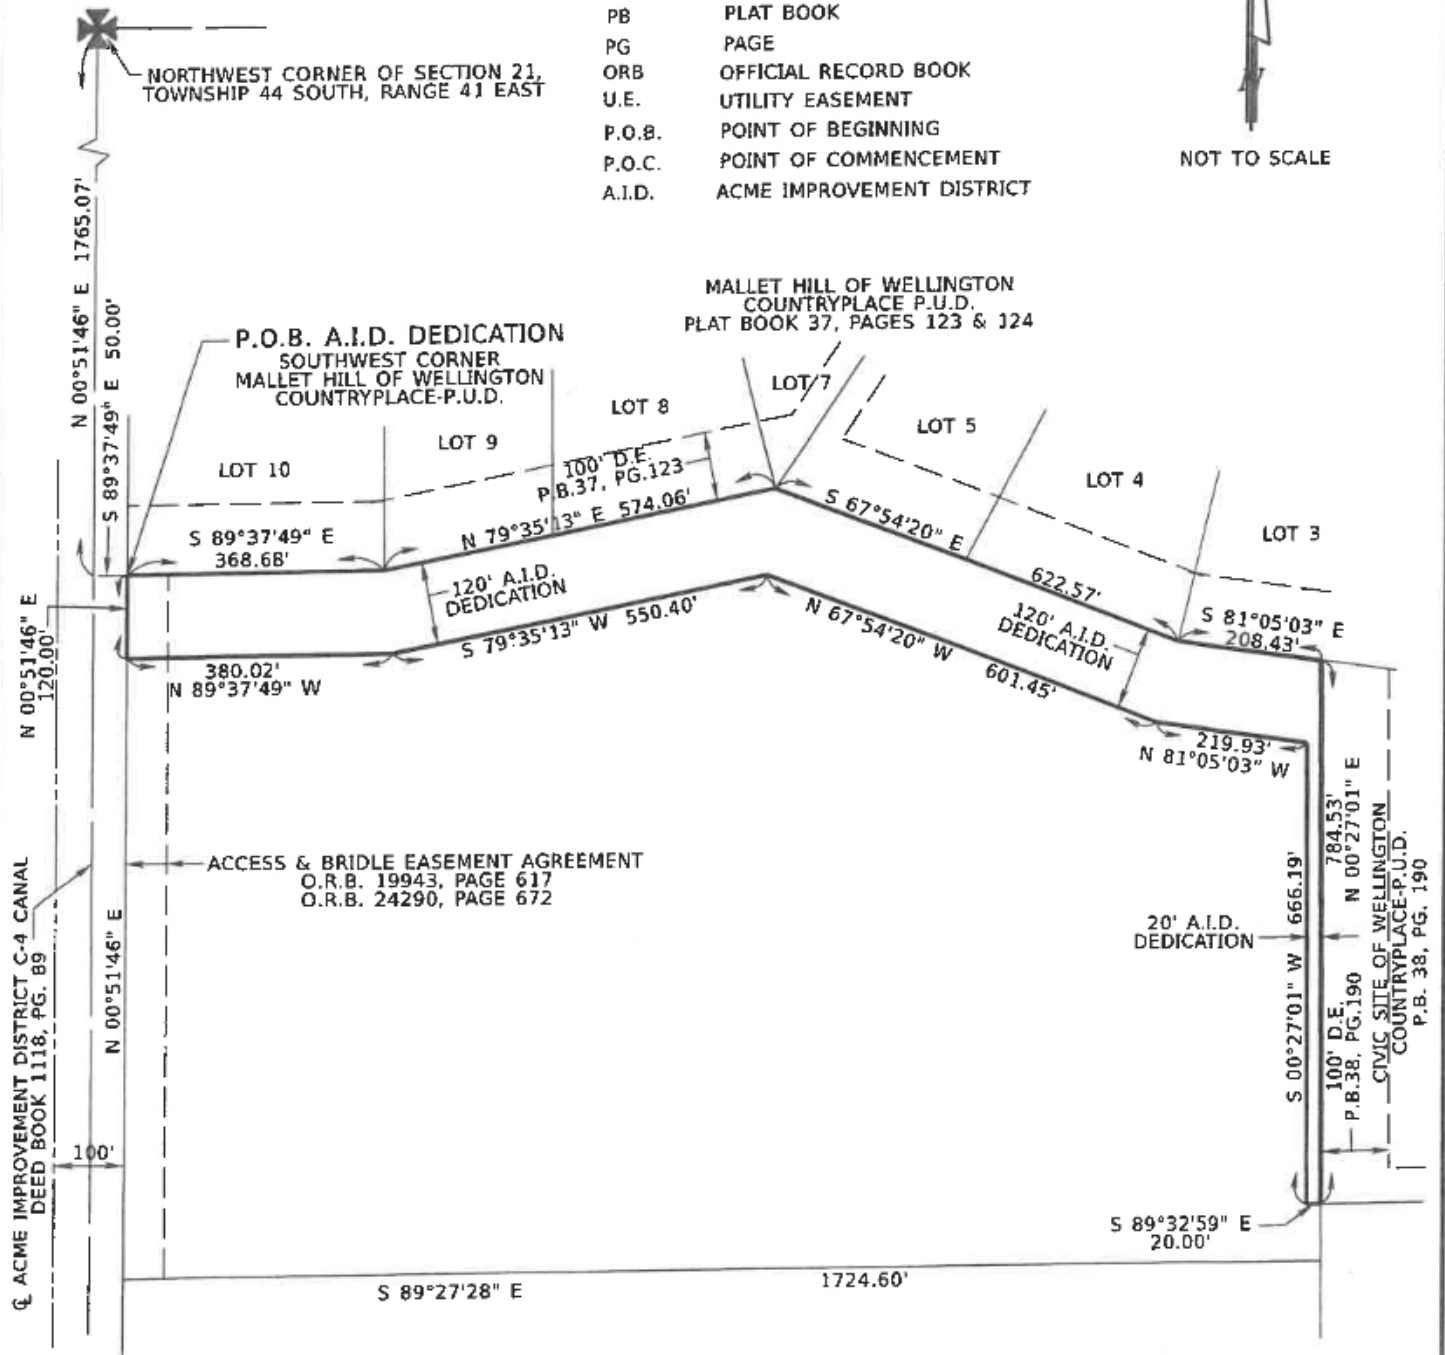 PB PLAT BOOK
PG PAGE
ORB OFFICIAL RECORD BOOK
U.E. UTILITY EASEMENT
P.O.B. POINT OF BEGINNING
P.O.C. POINT OF COMMENCEMENT
A.I.D. ACME IMPROVEMENT DISTRICT
N
NOT TO SCALE
NORTHWEST CORNER OF SECTION 21,
TOWNSHIP 44 SOUTH, RANGE 41 EAST
N 00°51'46" E 1765.07'
S 89°37'49" E 50.00'
P.O.B. A.I.D. DEDICATION
SOUTHWEST CORNER
MALLET HILL OF WELLINGTON
COUNTRYPLACE-P.U.D.
MALLET HILL OF WELLINGTON
COUNTRYPLACE P.U.D.
PLAT BOOK 37, PAGES 123 & 124
LOT 10
LOT 9
LOT 8
LOT 7
LOT 5
LOT 4
LOT 3
100' D.E.
P.B.37, PG.123
S 89°37'49" E
368.68'
N 79°35'13" E 574.06'
S 67°54'20" E
622.57'
S 81°05'03" E
208.43'
120' A.I.D.
DEDICATION
120' A.I.D.
DEDICATION
N 00°51'46" E
120.00'
380.02'
N 89°37'49" W
S 79°35'13" W 550.40'
N 67°54'20" W
601.45'
219.93'
N 81°05'03" W
ACCESS & BRIDLE EASEMENT AGREEMENT
O.R.B. 19943, PAGE 617
O.R.B. 24290, PAGE 672
20' A.I.D.
DEDICATION
S 00°27'01" W 666.19'
784.53'
N 00°27'01" E
100' D.E.
P.B.38, PG.190
CIVIC SITE OF WELLINGTON
COUNTRYPLACE-P.U.D.
P.B. 38, PG. 190
℄ ACME IMPROVEMENT DISTRICT C-4 CANAL
DEED BOOK 1118, PG. 89
N 00°51'46" E
100'
S 89°32'59" E
20.00'
S 89°27'28" E
1724.60'